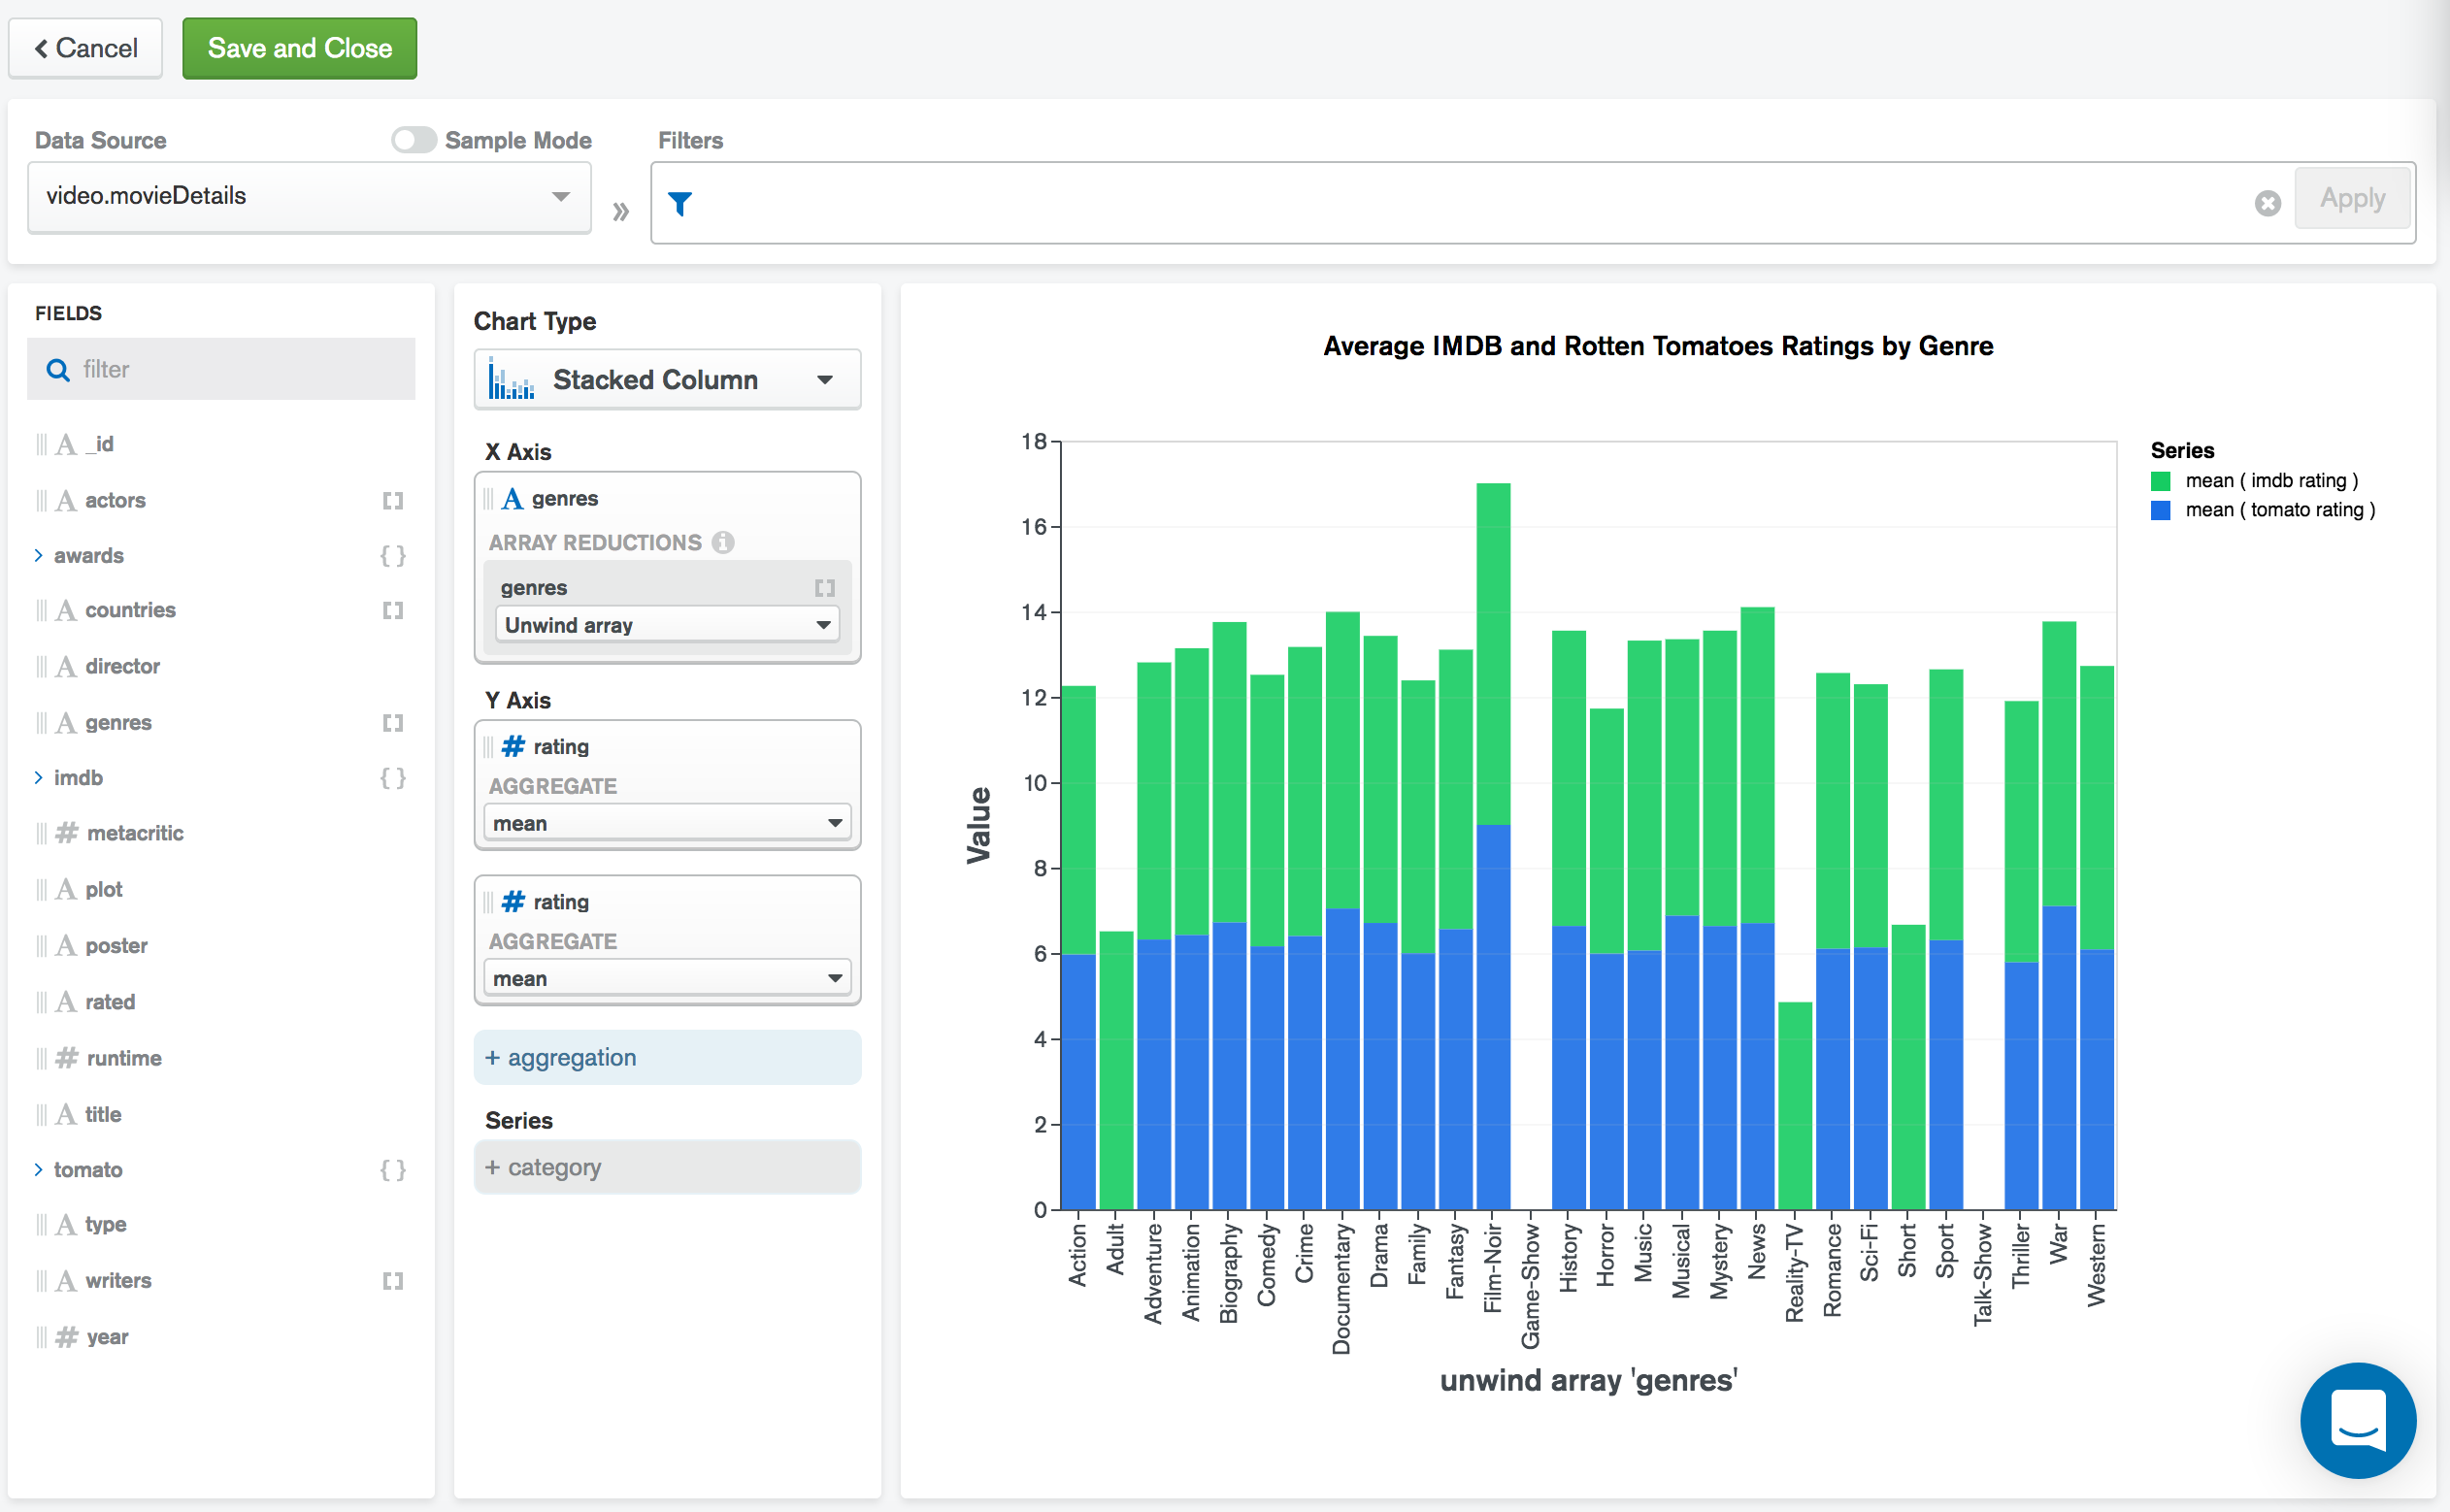 Cancel
Save and Close
Data Source
Sample Mode
Filters
video.movieDetails
»
Apply
FIELDS
filter
A _id
A actors [ ]
awards { }
A countries [ ]
A director
A genres [ ]
imdb { }
# metacritic
A plot
A poster
A rated
# runtime
A title
tomato { }
A type
A writers [ ]
# year
Chart Type
Stacked Column
X Axis
A genres
ARRAY REDUCTIONS i
genres [ ]
Unwind array
Y Axis
# rating
AGGREGATE
mean
# rating
AGGREGATE
mean
+ aggregation
Series
+ category
Average IMDB and Rotten Tomatoes Ratings by Genre
Value
18
16
14
12
10
8
6
4
2
0
Action
Adult
Adventure
Animation
Biography
Comedy
Crime
Documentary
Drama
Family
Fantasy
Film-Noir
Game-Show
History
Horror
Music
Musical
Mystery
News
Reality-TV
Romance
Sci-Fi
Short
Sport
Talk-Show
Thriller
War
Western
unwind array 'genres'
Series
mean ( imdb rating )
mean ( tomato rating )